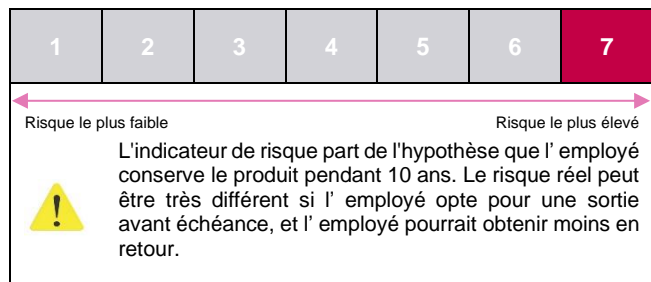 1 2 3 4 5 6 7
Risque le plus faible Risque le plus élevé
L'indicateur de risque part de l'hypothèse que l' employé
conserve le produit pendant 10 ans. Le risque réel peut
être très différent si l' employé opte pour une sortie
avant échéance, et l' employé pourrait obtenir moins en
retour.